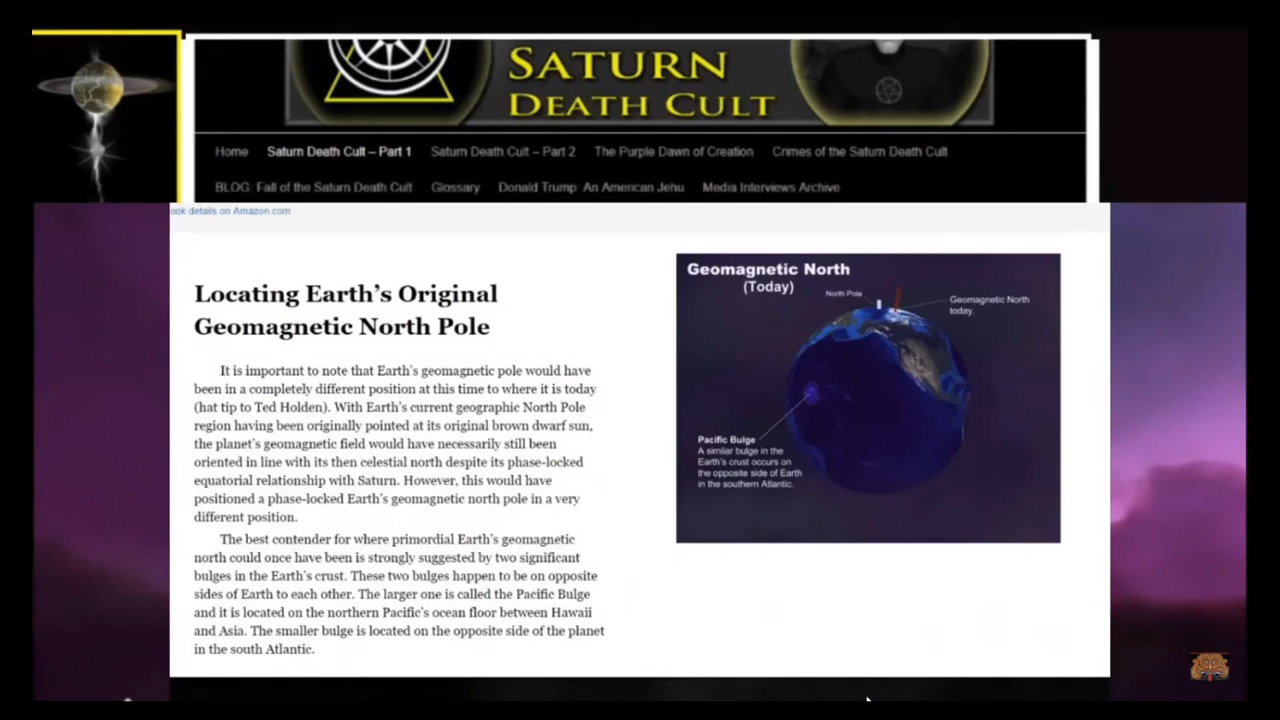 SATURN
DEATH CULT
Home Saturn Death Cult – Part 1 Saturn Death Cult – Part 2 The Purple Dawn of Creation Crimes of the Saturn Death Cult
BLOG: Fall of the Saturn Death Cult Glossary Donald Trump: An American Jehu Media Interviews Archive
ook details on Amazon.com
Locating Earth's Original
Geomagnetic North Pole
It is important to note that Earth's geomagnetic pole would have
been in a completely different position at this time to where it is today
(hat tip to Ted Holden). With Earth's current geographic North Pole
region having been originally pointed at its original brown dwarf sun,
the planet's geomagnetic field would have necessarily still been
oriented in line with its then celestial north despite its phase-locked
equatorial relationship with Saturn. However, this would have
positioned a phase-locked Earth's geomagnetic north pole in a very
different position.
The best contender for where primordial Earth's geomagnetic
north could once have been is strongly suggested by two significant
bulges in the Earth's crust. These two bulges happen to be on opposite
sides of Earth to each other. The larger one is called the Pacific Bulge
and it is located on the northern Pacific's ocean floor between Hawaii
and Asia. The smaller bulge is located on the opposite side of the planet
in the south Atlantic.
Geomagnetic North
(Today)
North Pole
Geomagnetic North
today.
Pacific Bulge
A similar bulge in the
Earth's crust occurs on
the opposite side of Earth
in the southern Atlantic.